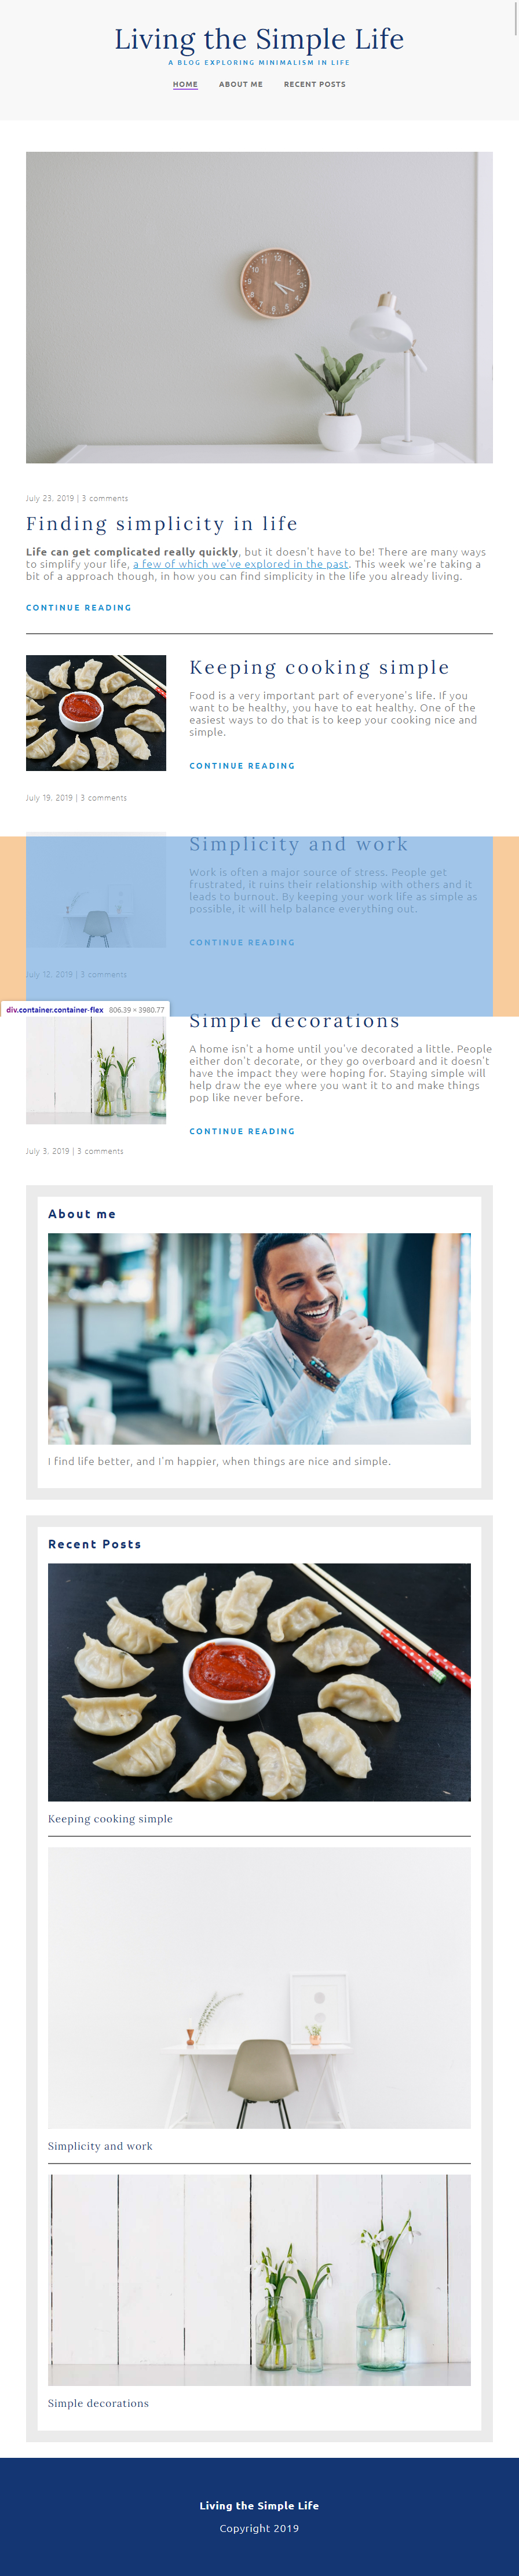 Living the Simple Life
A BLOG EXPLORING MINIMALISM IN LIFE
HOME ABOUT ME RECENT POSTS
12
11
10
9
8
7
6
5
4
3
2
1
July 23, 2019 | 3 comments
Finding simplicity in life
Life can get complicated really quickly, but it doesn't have to be! There are many ways
to simplify your life, a few of which we've explored in the past. This week we're taking a
bit of a approach though, in how you can find simplicity in the life you already living.
CONTINUE READING
Keeping cooking simple
Food is a very important part of everyone's life. If you
want to be healthy, you have to eat healthy. One of the
easiest ways to do that is to keep your cooking nice and
simple.
CONTINUE READING
July 19, 2019 | 3 comments
Simplicity and work
Work is often a major source of stress. People get
frustrated, it ruins their relationship with others and it
leads to burnout. By keeping your work life as simple as
possible, it will help balance everything out.
CONTINUE READING
July 12, 2019 | 3 comments
div.container.container-flex 806.39 × 3980.77
Simple decorations
A home isn't a home until you've decorated a little. People
either don't decorate, or they go overboard and it doesn't
have the impact they were hoping for. Staying simple will
help draw the eye where you want it to and make things
pop like never before.
CONTINUE READING
July 3, 2019 | 3 comments
About me
I find life better, and I'm happier, when things are nice and simple.
Recent Posts
Keeping cooking simple
Simplicity and work
Simple decorations
Living the Simple Life
Copyright 2019